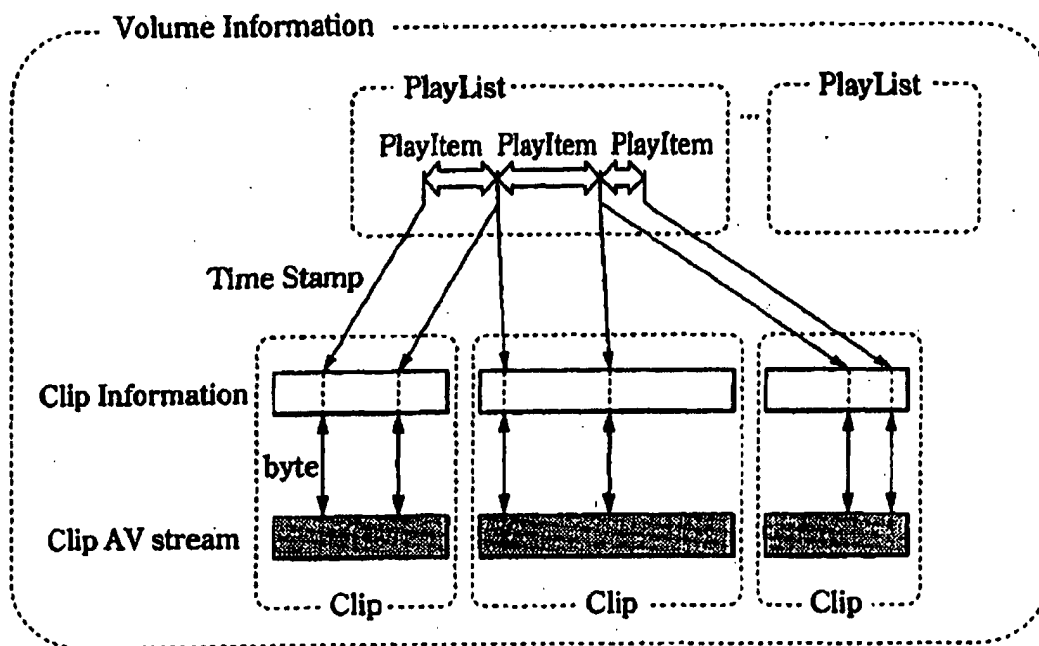 Volume Information
PlayList
PlayList
...
PlayItem PlayItem PlayItem
Time Stamp
Clip Information
byte
Clip AV stream
Clip
Clip
Clip